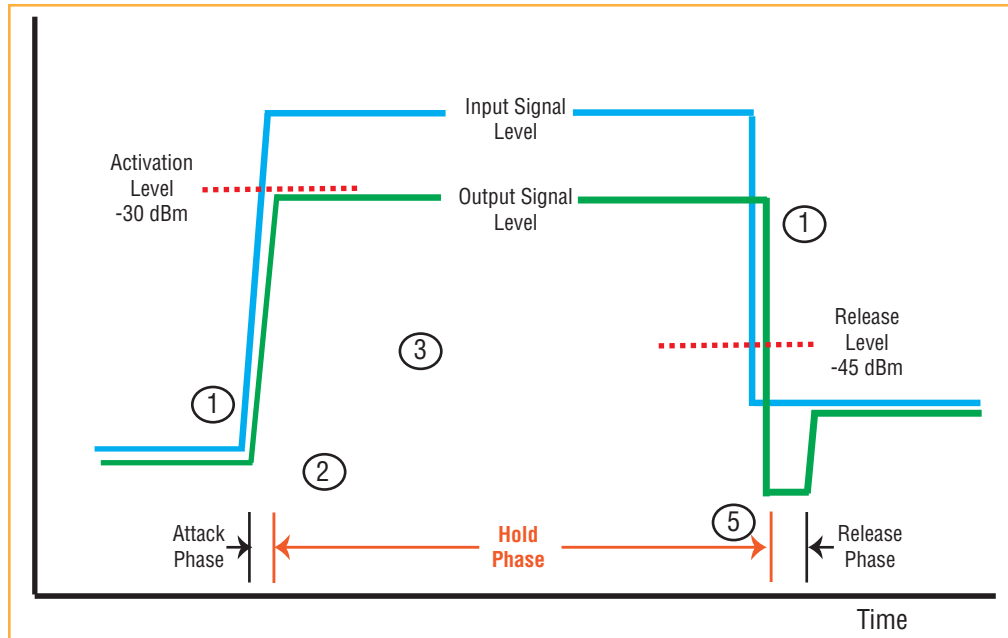 Input Signal
Level
Activation
Level
-30 dBm
Output Signal
Level
1
Release
Level
-45 dBm
3
1
2
5
Attack
Phase
Hold
Phase
Release
Phase
Time